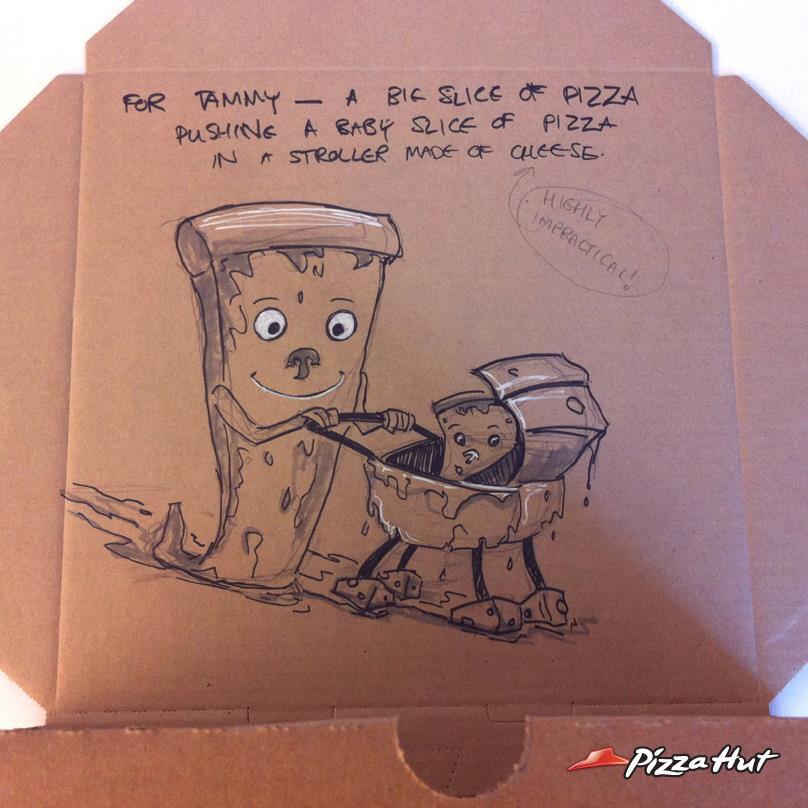 FOR TAMMY — A BIG SLICE OF PIZZA
PUSHING A BABY SLICE OF PIZZA
IN A STROLLER MADE OF CHEESE.
HIGHLY
IMPRACTICAL!
Pizza Hut